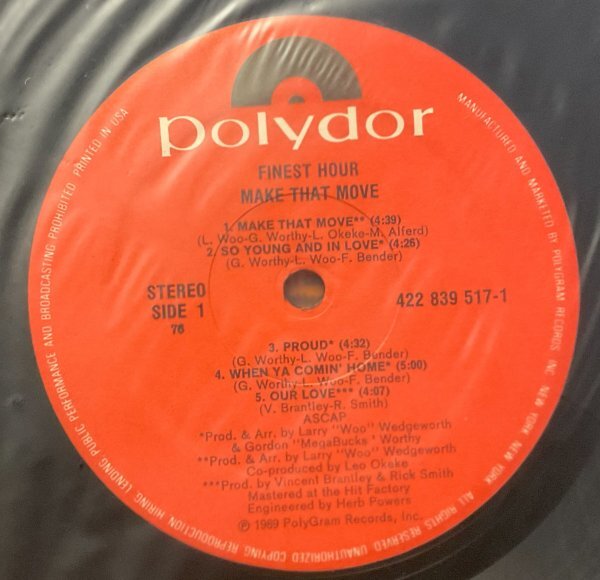 polydor
FINEST HOUR
MAKE THAT MOVE
1. MAKE THAT MOVE** (4:39)
(L. Woo-G. Worthy-L. Okeke-M. Alferd)
2. SO YOUNG AND IN LOVE* (4:26)
(G. Worthy-L. Woo-F. Bender)
STEREO
SIDE 1
76
422 839 517-1
3. PROUD* (4:32)
(G. Worthy-L. Woo-F. Bender)
4. WHEN YA COMIN' HOME* (5:00)
(G. Worthy-L. Woo-F. Bender)
5. OUR LOVE*** (4:07)
(V. Brantley-R. Smith)
ASCAP
*Prod. & Arr. by Larry "Woo" Wedgeworth
& Gordon "MegaBucks" Worthy
**Prod. & Arr. by Larry "Woo" Wedgeworth
Co-produced by Leo Okeke
***Prod. by Vincent Brantley & Rick Smith
Mastered at the Hit Factory
Engineered by Herb Powers
℗ 1989 PolyGram Records, Inc.
MANUFACTURED AND MARKETED BY POLYGRAM RECORDS INC. NEW YORK, NEW YORK ALL RIGHTS RESERVED UNAUTHORIZED COPYING REPRODUCTION HIRING LENDING PUBLIC PERFORMANCE AND BROADCASTING PROHIBITED PRINTED IN USA